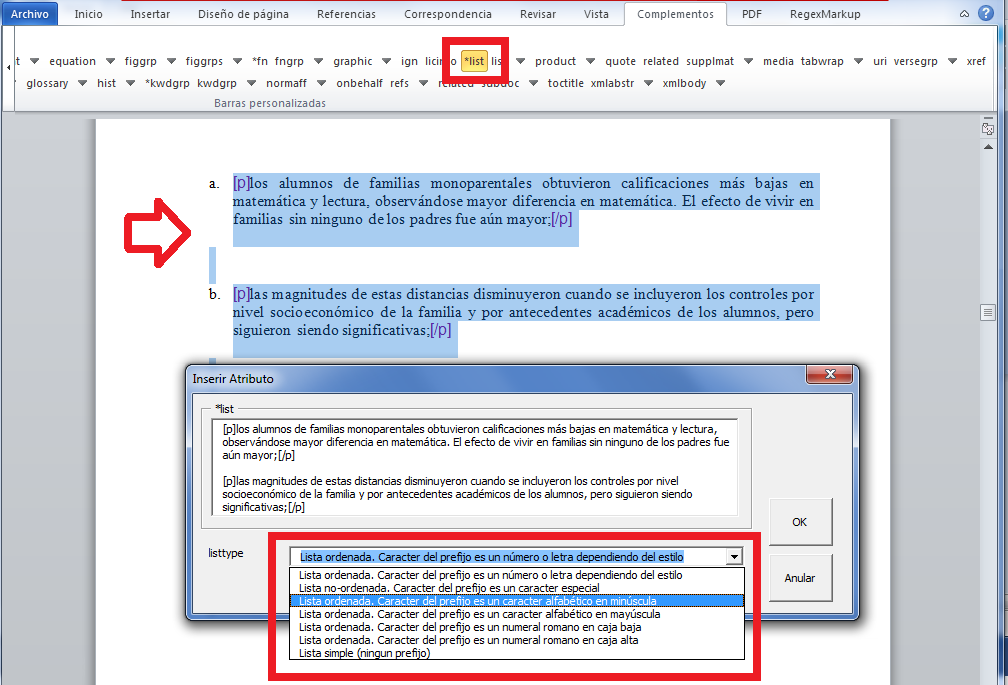 Archivo Inicio Insertar Diseño de página Referencias Correspondencia Revisar Vista Complementos PDF RegexMarkup
t equation figgrp figgrps *fn fngrp graphic ign *list product quote related supplmat media tabwrap uri versegrp xref
glossary hist *kwdgrp kwdgrp normaff onbehalf refs related subdoc toctitle xmlabstr xmlbody
Barras personalizadas
a. [p]los alumnos de familias monoparentales obtuvieron calificaciones más bajas en
matemática y lectura, observándose mayor diferencia en matemática. El efecto de vivir en
familias sin ninguno de los padres fue aún mayor;[/p]
b. [p]las magnitudes de estas distancias disminuyeron cuando se incluyeron los controles por
nivel socioeconómico de la familia y por antecedentes académicos de los alumnos, pero
siguieron siendo significativas;[/p]
Inserir Atributo
*list
[p]los alumnos de familias monoparentales obtuvieron calificaciones más bajas en matemática y lectura,
observándose mayor diferencia en matemática. El efecto de vivir en familias sin ninguno de los padres fue
aún mayor;[/p]
[p]las magnitudes de estas distancias disminuyeron cuando se incluyeron los controles por nivel
socioeconómico de la familia y por antecedentes académicos de los alumnos, pero siguieron siendo
significativas;[/p]
OK
listtype
Lista ordenada. Caracter del prefijo es un número o letra dependiendo del estilo
Anular
Lista ordenada. Caracter del prefijo es un número o letra dependiendo del estilo
Lista no-ordenada. Caracter del prefijo es un caracter especial
Lista ordenada. Caracter del prefijo es un caracter alfabético en minúscula
Lista ordenada. Caracter del prefijo es un caracter alfabético en mayúscula
Lista ordenada. Caracter del prefijo es un numeral romano en caja baja
Lista ordenada. Caracter del prefijo es un numeral romano en caja alta
Lista simple (ningun prefijo)